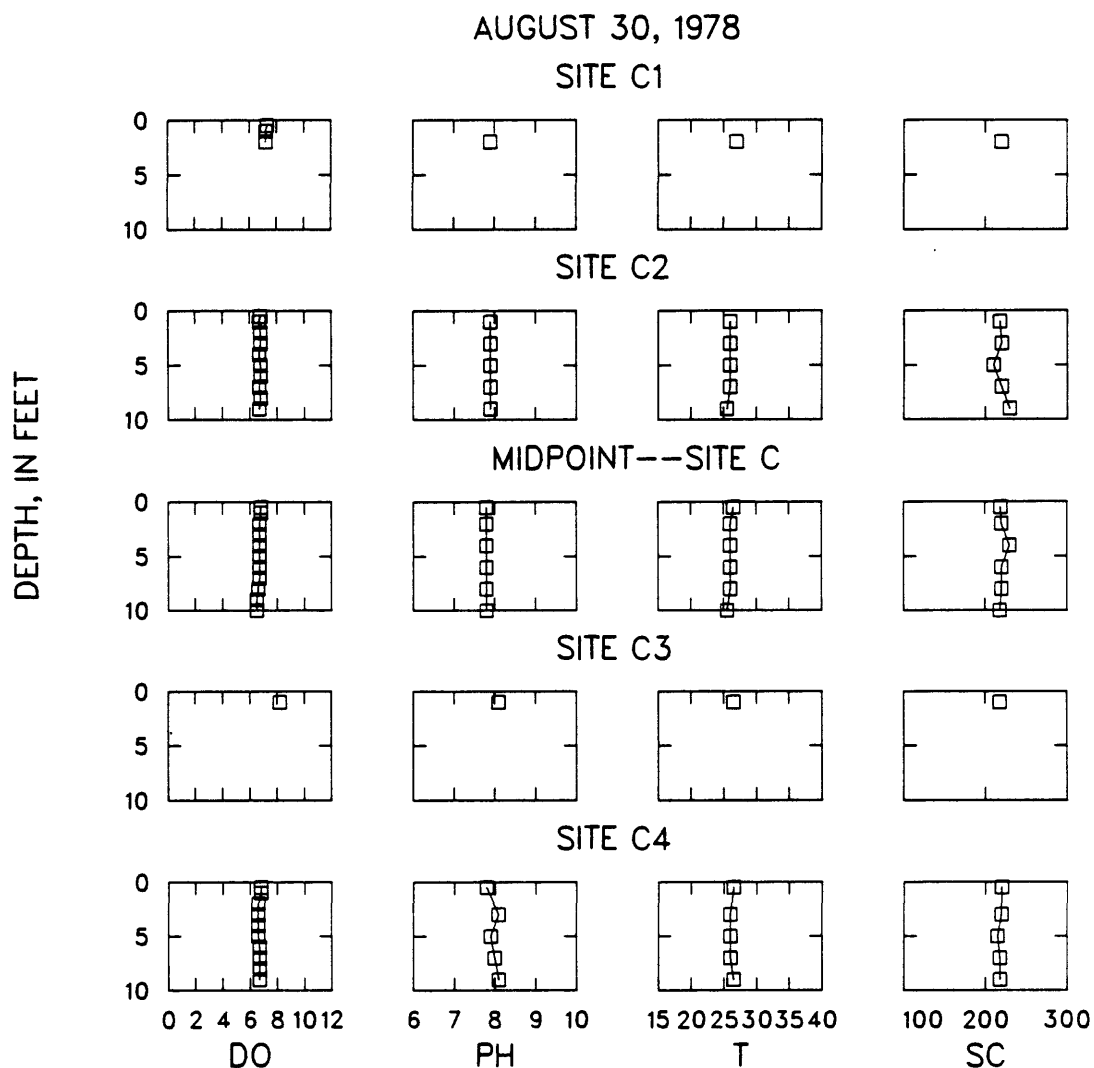 AUGUST 30, 1978
SITE C1
0
5
10
SITE C2
0
5
10
MIDPOINT--SITE C
0
5
10
SITE C3
0
5
10
SITE C4
0
5
10
DEPTH, IN FEET
0 2 4 6 8 10 12
6 7 8 9 10
15 20 25 30 35 40
100 200 300
DO
PH
T
SC